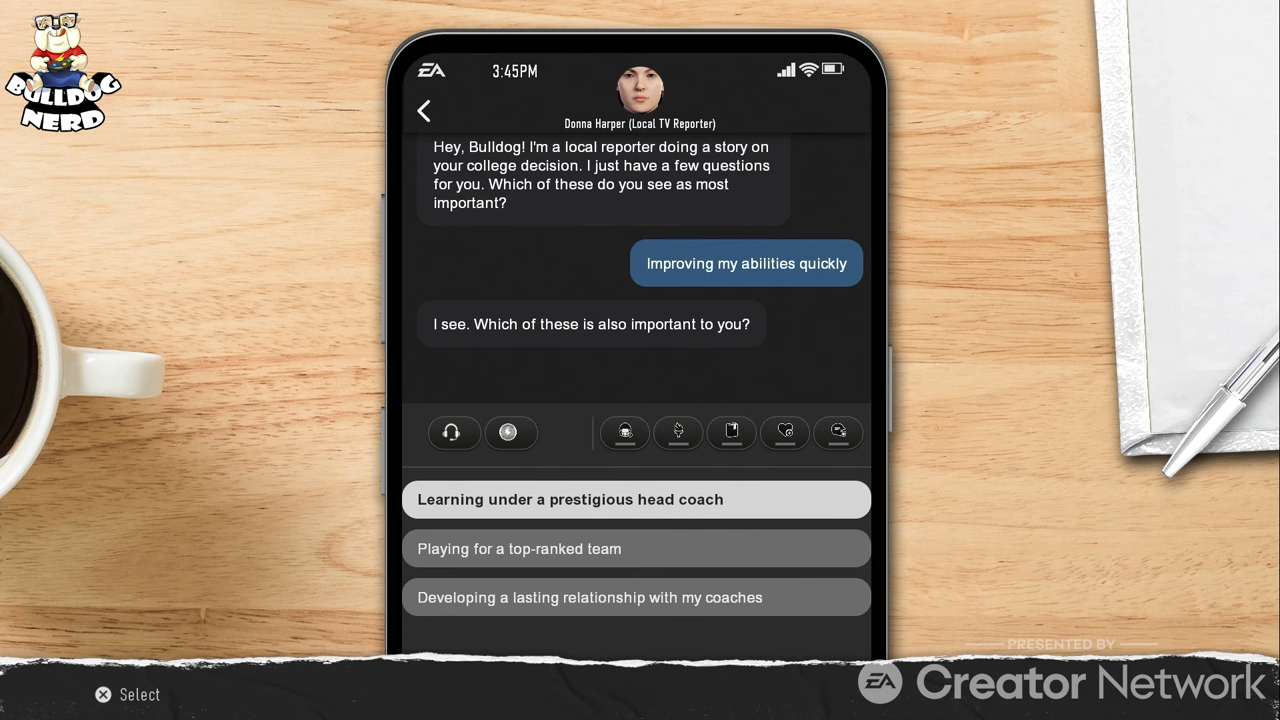 BULLDOG
NERD
EA
3:45PM
Donna Harper (Local TV Reporter)
Hey, Bulldog! I'm a local reporter doing a story on
your college decision. I just have a few questions
for you. Which of these do you see as most
important?
Improving my abilities quickly
I see. Which of these is also important to you?
Learning under a prestigious head coach
Playing for a top-ranked team
Developing a lasting relationship with my coaches
Select
PRESENTED BY
EA Creator Network